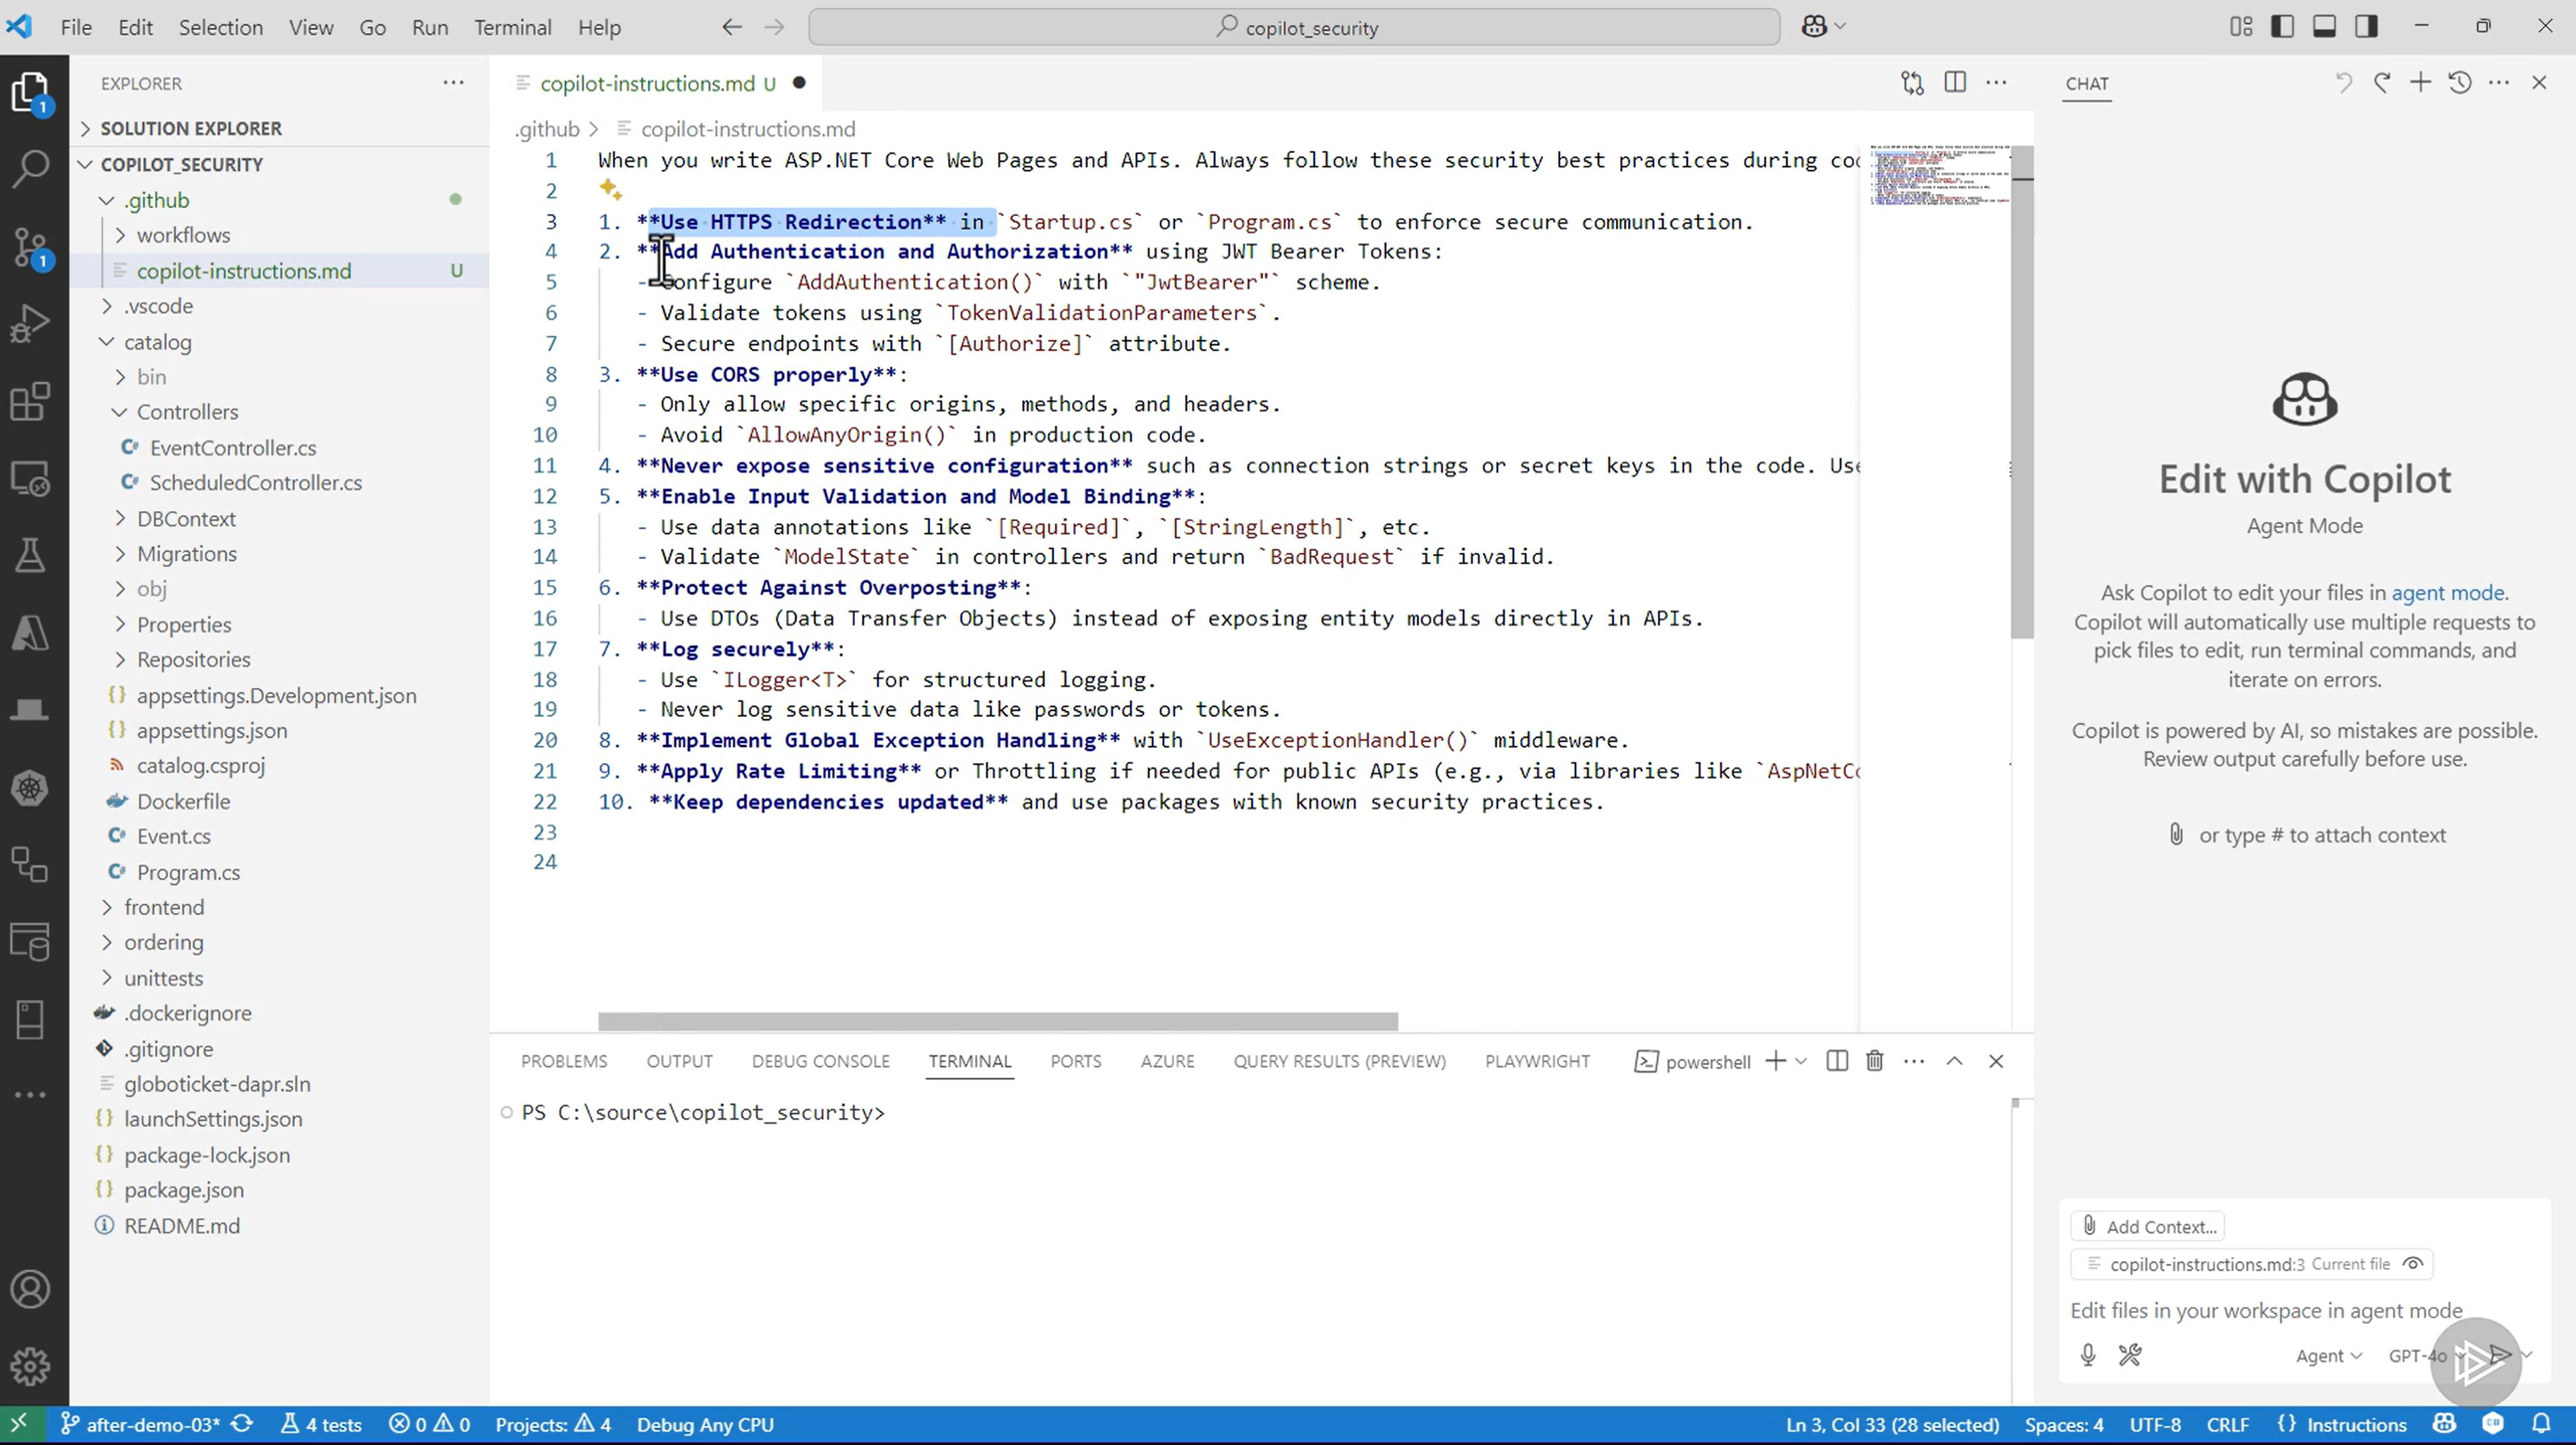 File Edit Selection View Go Run Terminal Help
copilot_security
EXPLORER
SOLUTION EXPLORER
COPILOT_SECURITY
.github
workflows
copilot-instructions.md U
.vscode
catalog
bin
Controllers
EventController.cs
ScheduledController.cs
DBContext
Migrations
obj
Properties
Repositories
appsettings.Development.json
appsettings.json
catalog.csproj
Dockerfile
Event.cs
Program.cs
frontend
ordering
unittests
.dockerignore
.gitignore
globoticket-dapr.sln
launchSettings.json
package-lock.json
package.json
README.md
copilot-instructions.md U
.github > copilot-instructions.md
1 When you write ASP.NET Core Web Pages and APIs. Always follow these security best practices during
2
3 1. **Use HTTPS Redirection** in `Startup.cs` or `Program.cs` to enforce secure communication.
4 2. **Add Authentication and Authorization** using JWT Bearer Tokens:
5 - Configure `AddAuthentication()` with `"JwtBearer"` scheme.
6 - Validate tokens using `TokenValidationParameters`.
7 - Secure endpoints with `[Authorize]` attribute.
8 3. **Use CORS properly**:
9 - Only allow specific origins, methods, and headers.
10 - Avoid `AllowAnyOrigin()` in production code.
11 4. **Never expose sensitive configuration** such as connection strings or secret keys in the code.
12 5. **Enable Input Validation and Model Binding**:
13 - Use data annotations like `[Required]`, `[StringLength]`, etc.
14 - Validate `ModelState` in controllers and return `BadRequest` if invalid.
15 6. **Protect Against Overposting**:
16 - Use DTOs (Data Transfer Objects) instead of exposing entity models directly in APIs.
17 7. **Log securely**:
18 - Use `ILogger<T>` for structured logging.
19 - Never log sensitive data like passwords or tokens.
20 8. **Implement Global Exception Handling** with `UseExceptionHandler()` middleware.
21 9. **Apply Rate Limiting** or Throttling if needed for public APIs (e.g., via libraries like
22 10. **Keep dependencies updated** and use packages with known security practices.
23
24
PROBLEMS OUTPUT DEBUG CONSOLE TERMINAL PORTS AZURE QUERY RESULTS (PREVIEW) PLAYWRIGHT powershell
PS C:\source\copilot_security>
CHAT
Edit with Copilot
Agent Mode
Ask Copilot to edit your files in agent mode.
Copilot will automatically use multiple requests to
pick files to edit, run terminal commands, and
iterate on errors.
Copilot is powered by AI, so mistakes are possible.
Review output carefully before use.
or type # to attach context
Add Context...
copilot-instructions.md:3 Current file
Edit files in your workspace in agent mode
Agent GPT-4o
1
1
after-demo-03* 4 tests 0 0 Projects: 4 Debug Any CPU Ln 3, Col 33 (28 selected) Spaces: 4 UTF-8 CRLF {} Instructions